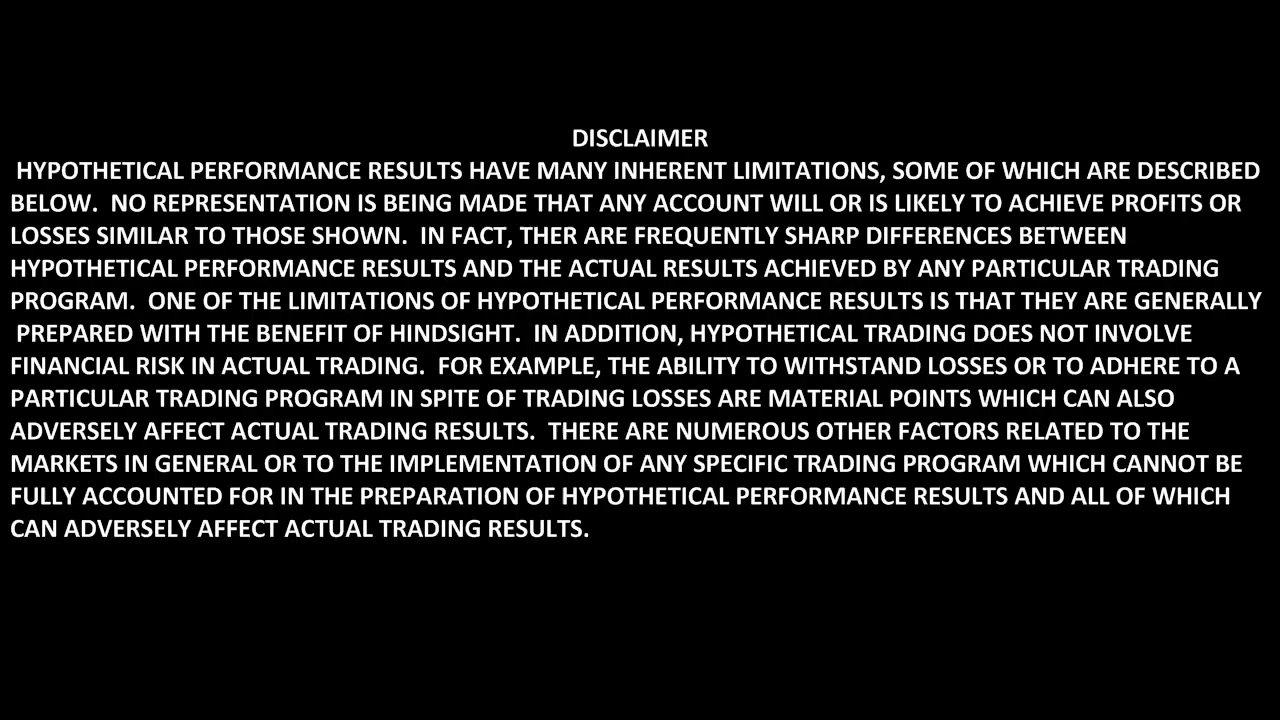 DISCLAIMER
HYPOTHETICAL PERFORMANCE RESULTS HAVE MANY INHERENT LIMITATIONS, SOME OF WHICH ARE DESCRIBED
BELOW.  NO REPRESENTATION IS BEING MADE THAT ANY ACCOUNT WILL OR IS LIKELY TO ACHIEVE PROFITS OR
LOSSES SIMILAR TO THOSE SHOWN.  IN FACT, THER ARE FREQUENTLY SHARP DIFFERENCES BETWEEN
HYPOTHETICAL PERFORMANCE RESULTS AND THE ACTUAL RESULTS ACHIEVED BY ANY PARTICULAR TRADING
PROGRAM.  ONE OF THE LIMITATIONS OF HYPOTHETICAL PERFORMANCE RESULTS IS THAT THEY ARE GENERALLY
PREPARED WITH THE BENEFIT OF HINDSIGHT.  IN ADDITION, HYPOTHETICAL TRADING DOES NOT INVOLVE
FINANCIAL RISK IN ACTUAL TRADING.  FOR EXAMPLE, THE ABILITY TO WITHSTAND LOSSES OR TO ADHERE TO A
PARTICULAR TRADING PROGRAM IN SPITE OF TRADING LOSSES ARE MATERIAL POINTS WHICH CAN ALSO
ADVERSELY AFFECT ACTUAL TRADING RESULTS.  THERE ARE NUMEROUS OTHER FACTORS RELATED TO THE
MARKETS IN GENERAL OR TO THE IMPLEMENTATION OF ANY SPECIFIC TRADING PROGRAM WHICH CANNOT BE
FULLY ACCOUNTED FOR IN THE PREPARATION OF HYPOTHETICAL PERFORMANCE RESULTS AND ALL OF WHICH
CAN ADVERSELY AFFECT ACTUAL TRADING RESULTS.